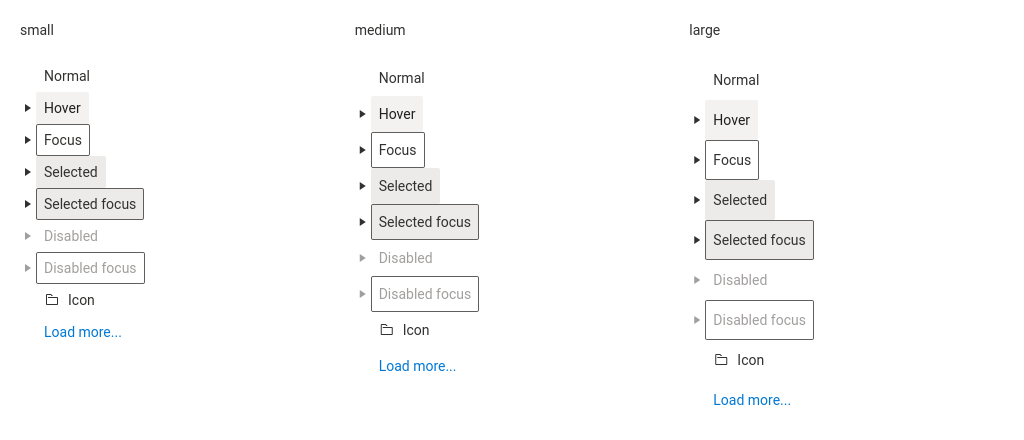 small
Normal
Hover
Focus
Selected
Selected focus
Disabled
Disabled focus
Icon
Load more...
medium
Normal
Hover
Focus
Selected
Selected focus
Disabled
Disabled focus
Icon
Load more...
large
Normal
Hover
Focus
Selected
Selected focus
Disabled
Disabled focus
Icon
Load more...